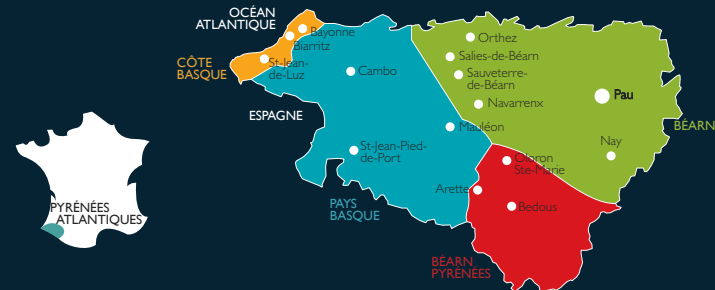 OCÉAN
ATLANTIQUE
Bayonne
Biarritz
CÔTE
BASQUE
St-Jean-
de-Luz
Cambo
ESPAGNE
Orthez
Salies-de-Béarn
Sauveterre-
de-Béarn
Navarrenx
Pau
Mauléon
BÉARN
Nay
St-Jean-Pied-
de-Port
Oloron
Ste-Marie
Arette
Bedous
PAYS
BASQUE
BÉARN
PYRÉNÉES
PYRÉNÉES
ATLANTIQUES